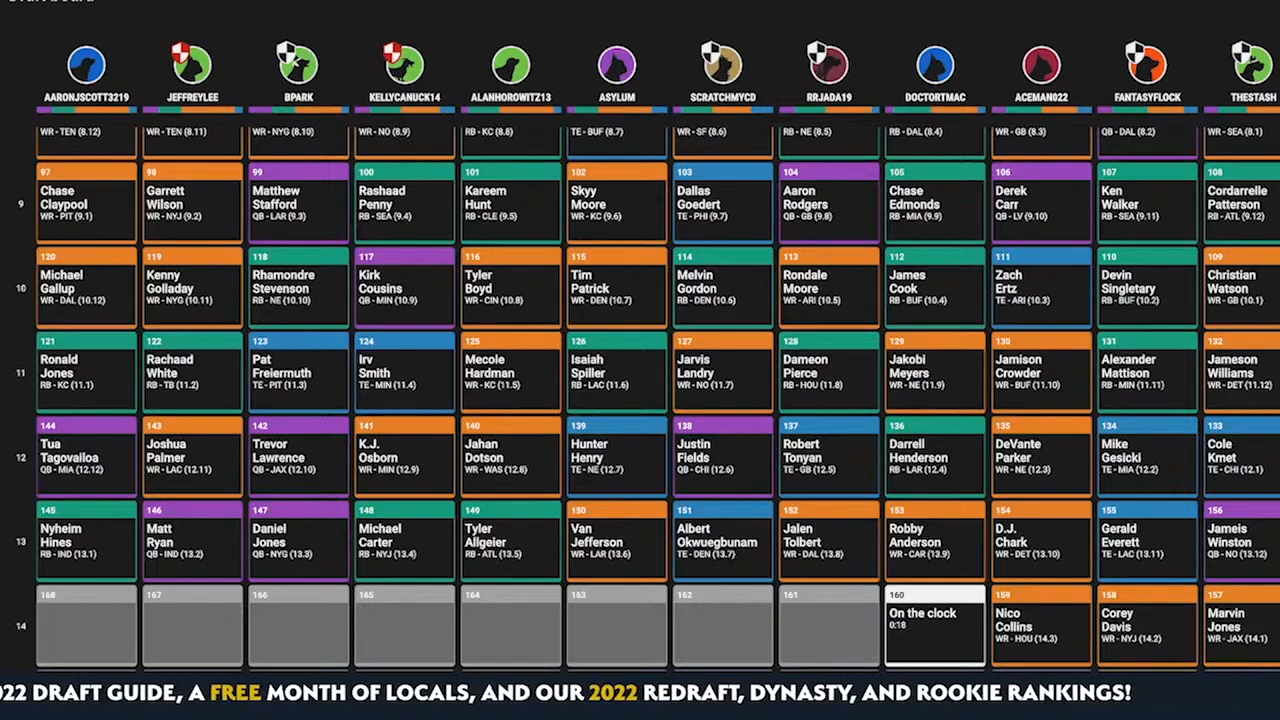 AARONJSCOTT3219 JEFFREYLEE BPARK KELLYCANUCK14 ALANHOROWITZ13 ASYLUM SCRATCHMYCD RRJADA19 DOCTORTMAC ACEMAN022 FANTASYFLOCK THESTASH
WR - TEN (8.12) WR - TEN (8.11) WR - NYG (8.10) WR - NO (8.9) RB - KC (8.8) TE - BUF (8.7) WR - SF (8.6) RB - NE (8.5) RB - DAL (8.4) WR - GB (8.3) QB - DAL (8.2) WR - SEA (8.1)
97 98 99 100 101 102 103 104 105 106 107 108
Chase Garrett Matthew Rashaad Kareem Skyy Dallas Aaron Chase Derek Ken Cordarrelle
9 Claypool Wilson Stafford Penny Hunt Moore Goedert Rodgers Edmonds Carr Walker Patterson
WR - PIT (9.1) WR - NYJ (9.2) QB - LAR (9.3) RB - SEA (9.4) RB - CLE (9.5) WR - KC (9.6) TE - PHI (9.7) QB - GB (9.8) RB - MIA (9.9) QB - LV (9.10) RB - SEA (9.11) RB - ATL (9.12)
120 119 118 117 116 115 114 113 112 111 110 109
Michael Kenny Rhamondre Kirk Tyler Tim Melvin Rondale James Zach Devin Christian
10 Gallup Golladay Stevenson Cousins Boyd Patrick Gordon Moore Cook Ertz Singletary Watson
WR - DAL (10.12) WR - NYG (10.11) RB - NE (10.10) QB - MIN (10.9) WR - CIN (10.8) WR - DEN (10.7) RB - DEN (10.6) WR - ARI (10.5) RB - BUF (10.4) TE - ARI (10.3) RB - BUF (10.2) WR - GB (10.1)
121 122 123 124 125 126 127 128 129 130 131 132
Ronald Rachaad Pat Irv Mecole Isaiah Jarvis Dameon Jakobi Jamison Alexander Jameson
11 Jones White Freiermuth Smith Hardman Spiller Landry Pierce Meyers Crowder Mattison Williams
RB - KC (11.1) RB - TB (11.2) TE - PIT (11.3) TE - MIN (11.4) WR - KC (11.5) RB - LAC (11.6) WR - NO (11.7) RB - HOU (11.8) WR - NE (11.9) WR - BUF (11.10) RB - MIN (11.11) WR - DET (11.12)
144 143 142 141 140 139 138 137 136 135 134 133
Tua Joshua Trevor K.J. Jahan Hunter Justin Robert Darrell DeVante Mike Cole
12 Tagovailoa Palmer Lawrence Osborn Dotson Henry Fields Tonyan Henderson Parker Gesicki Kmet
QB - MIA (12.12) WR - LAC (12.11) QB - JAX (12.10) WR - MIN (12.9) WR - WAS (12.8) TE - NE (12.7) QB - CHI (12.6) TE - GB (12.5) RB - LAR (12.4) WR - NE (12.3) TE - MIA (12.2) TE - CHI (12.1)
145 146 147 148 149 150 151 152 153 154 155 156
Nyheim Matt Daniel Michael Tyler Van Albert Jalen Robby D.J. Gerald Jameis
13 Hines Ryan Jones Carter Allgeier Jefferson Okwuegbunam Tolbert Anderson Chark Everett Winston
RB - IND (13.1) QB - IND (13.2) QB - NYG (13.3) RB - NYJ (13.4) RB - ATL (13.5) WR - LAR (13.6) TE - DEN (13.7) WR - DAL (13.8) WR - CAR (13.9) WR - DET (13.10) TE - LAC (13.11) QB - NO (13.12)
168 167 166 165 164 163 162 161 160 159 158 157
On the clock Nico Corey Marvin
14 0:18 Collins Davis Jones
WR - HOU (14.3) WR - NYJ (14.2) WR - JAX (14.1)
022 DRAFT GUIDE, A FREE MONTH OF LOCALS, AND OUR 2022 REDRAFT, DYNASTY, AND ROOKIE RANKINGS!